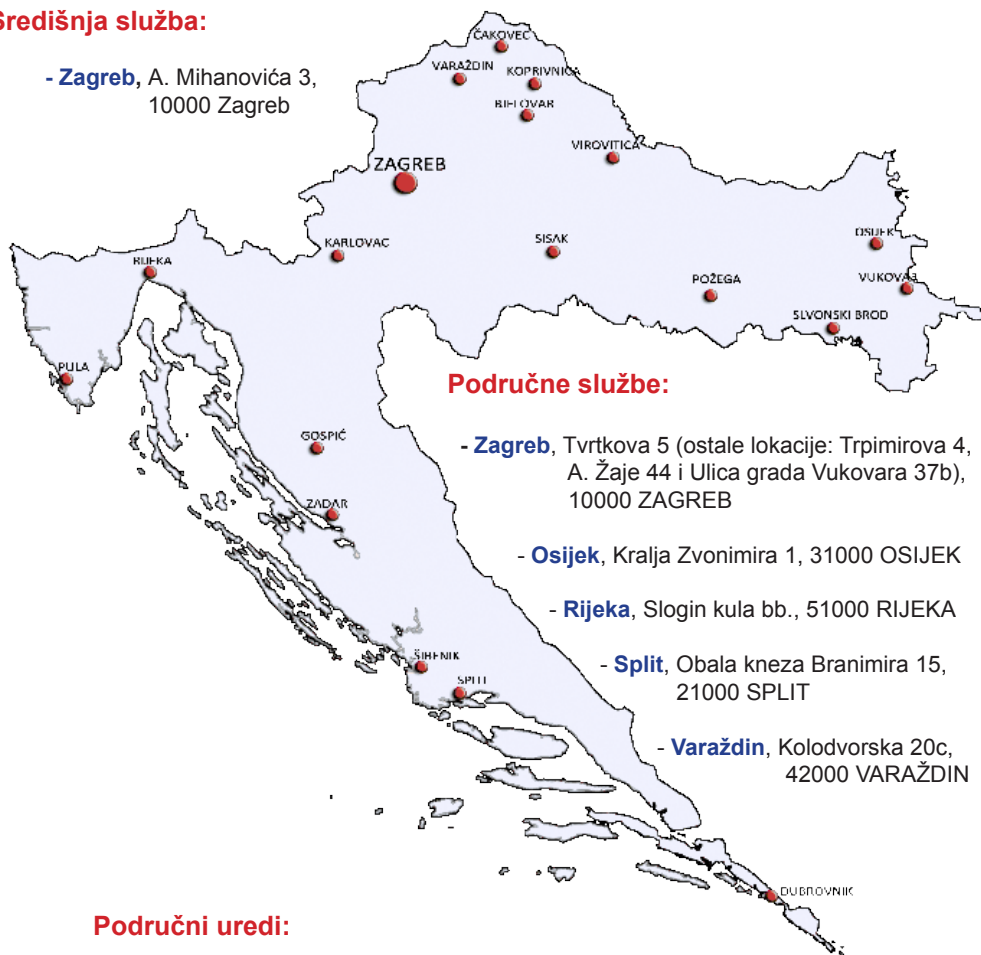 Središnja služba:
- Zagreb, A. Mihanovića 3,
10000 Zagreb
ČAKOVEC
VARAŽDIN
KOPRIVNICA
BJELOVAR
VIROVITICA
ZAGREB
KARLOVAC
SISAK
OSIJEK
RIJEKA
POŽEGA
VUKOVAR
SLVONSKI BROD
PULA
Područne službe:
GOSPIĆ
- Zagreb, Tvrtkova 5 (ostale lokacije: Trpimirova 4,
A. Žaje 44 i Ulica grada Vukovara 37b),
10000 ZAGREB
ZADAR
- Osijek, Kralja Zvonimira 1, 31000 OSIJEK
- Rijeka, Slogin kula bb., 51000 RIJEKA
ŠIBENIK
- Split, Obala kneza Branimira 15,
21000 SPLIT
SPLIT
- Varaždin, Kolodvorska 20c,
42000 VARAŽDIN
DUBROVNIK
Područni uredi: